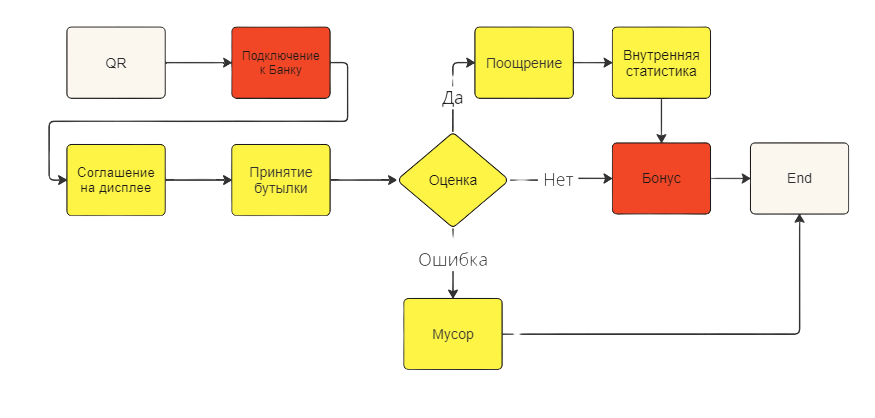 QR
Подключение
к Банку
Соглашение
на дисплее
Принятие
бутылки
Оценка
Да
Поощрение
Внутренняя
статистика
Нет
Бонус
End
Ошибка
Мусор